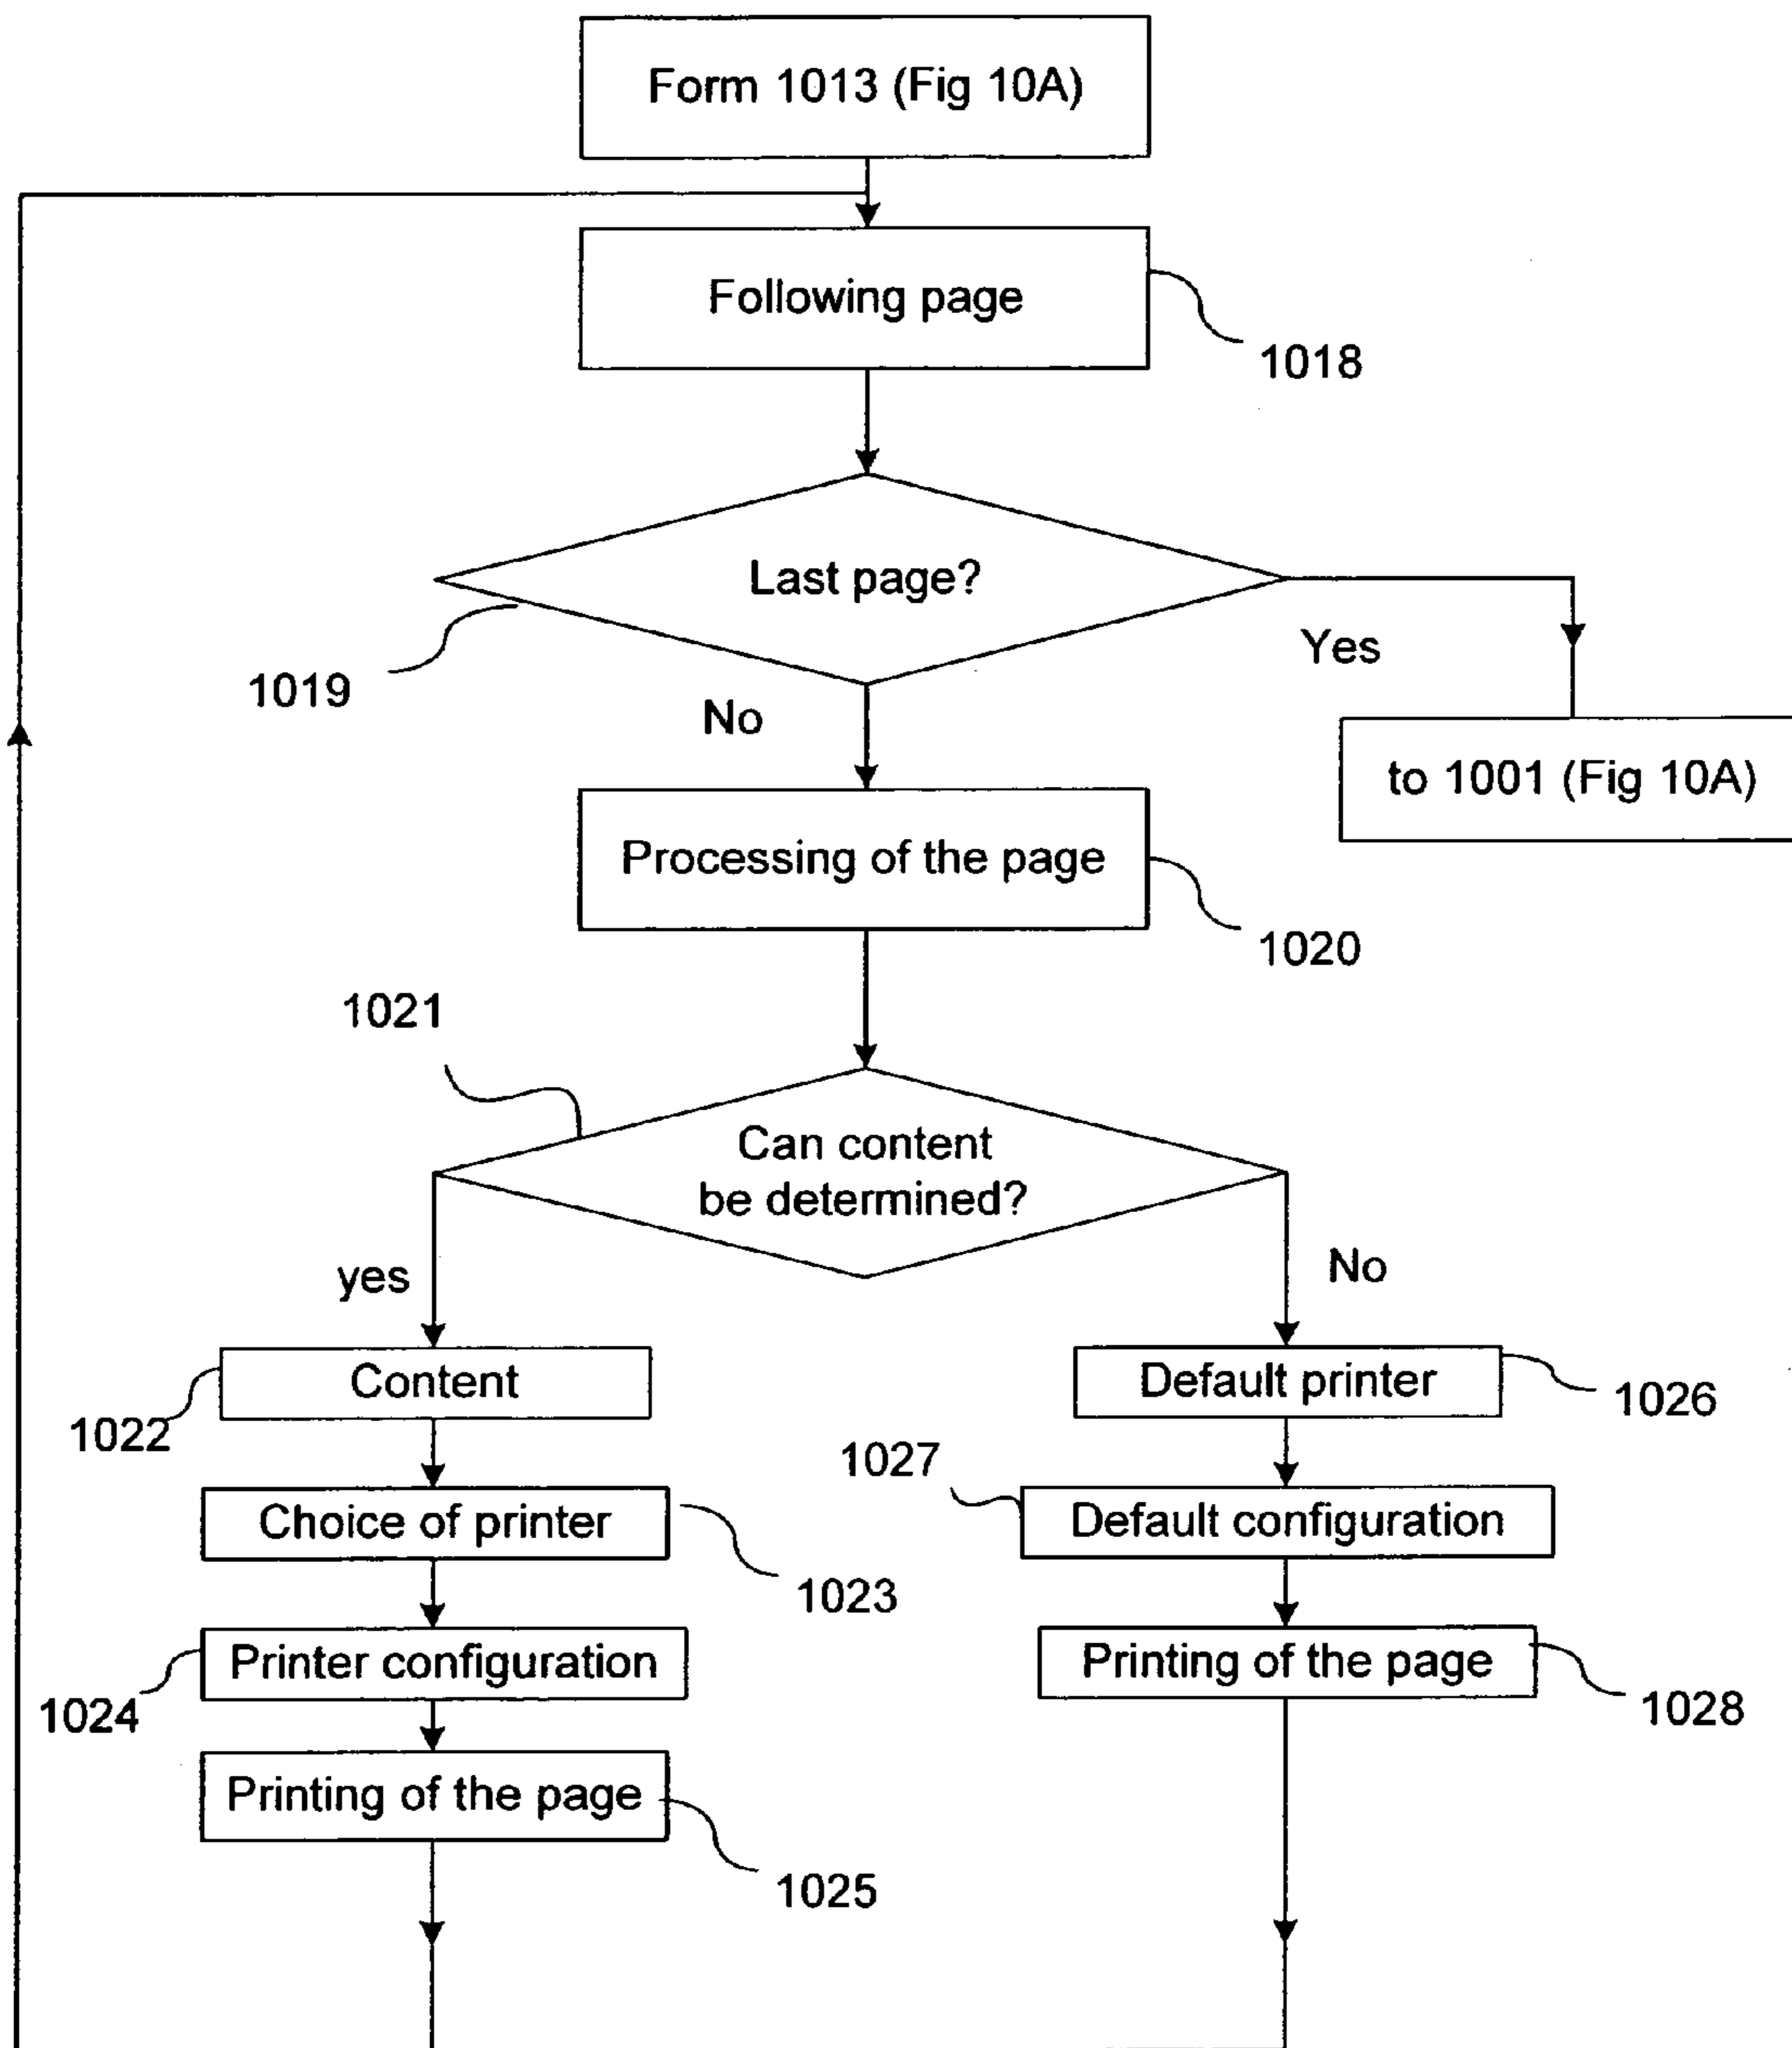 Form 1013 (Fig 10A)
Following page
1018
Last page?
1019
Yes
No
to 1001 (Fig 10A)
Processing of the page
1020
1021
Can content
be determined?
yes
No
Content
1022
Default printer
1026
1027
Choice of printer
1023
Default configuration
Printer configuration
1024
Printing of the page
1028
Printing of the page
1025